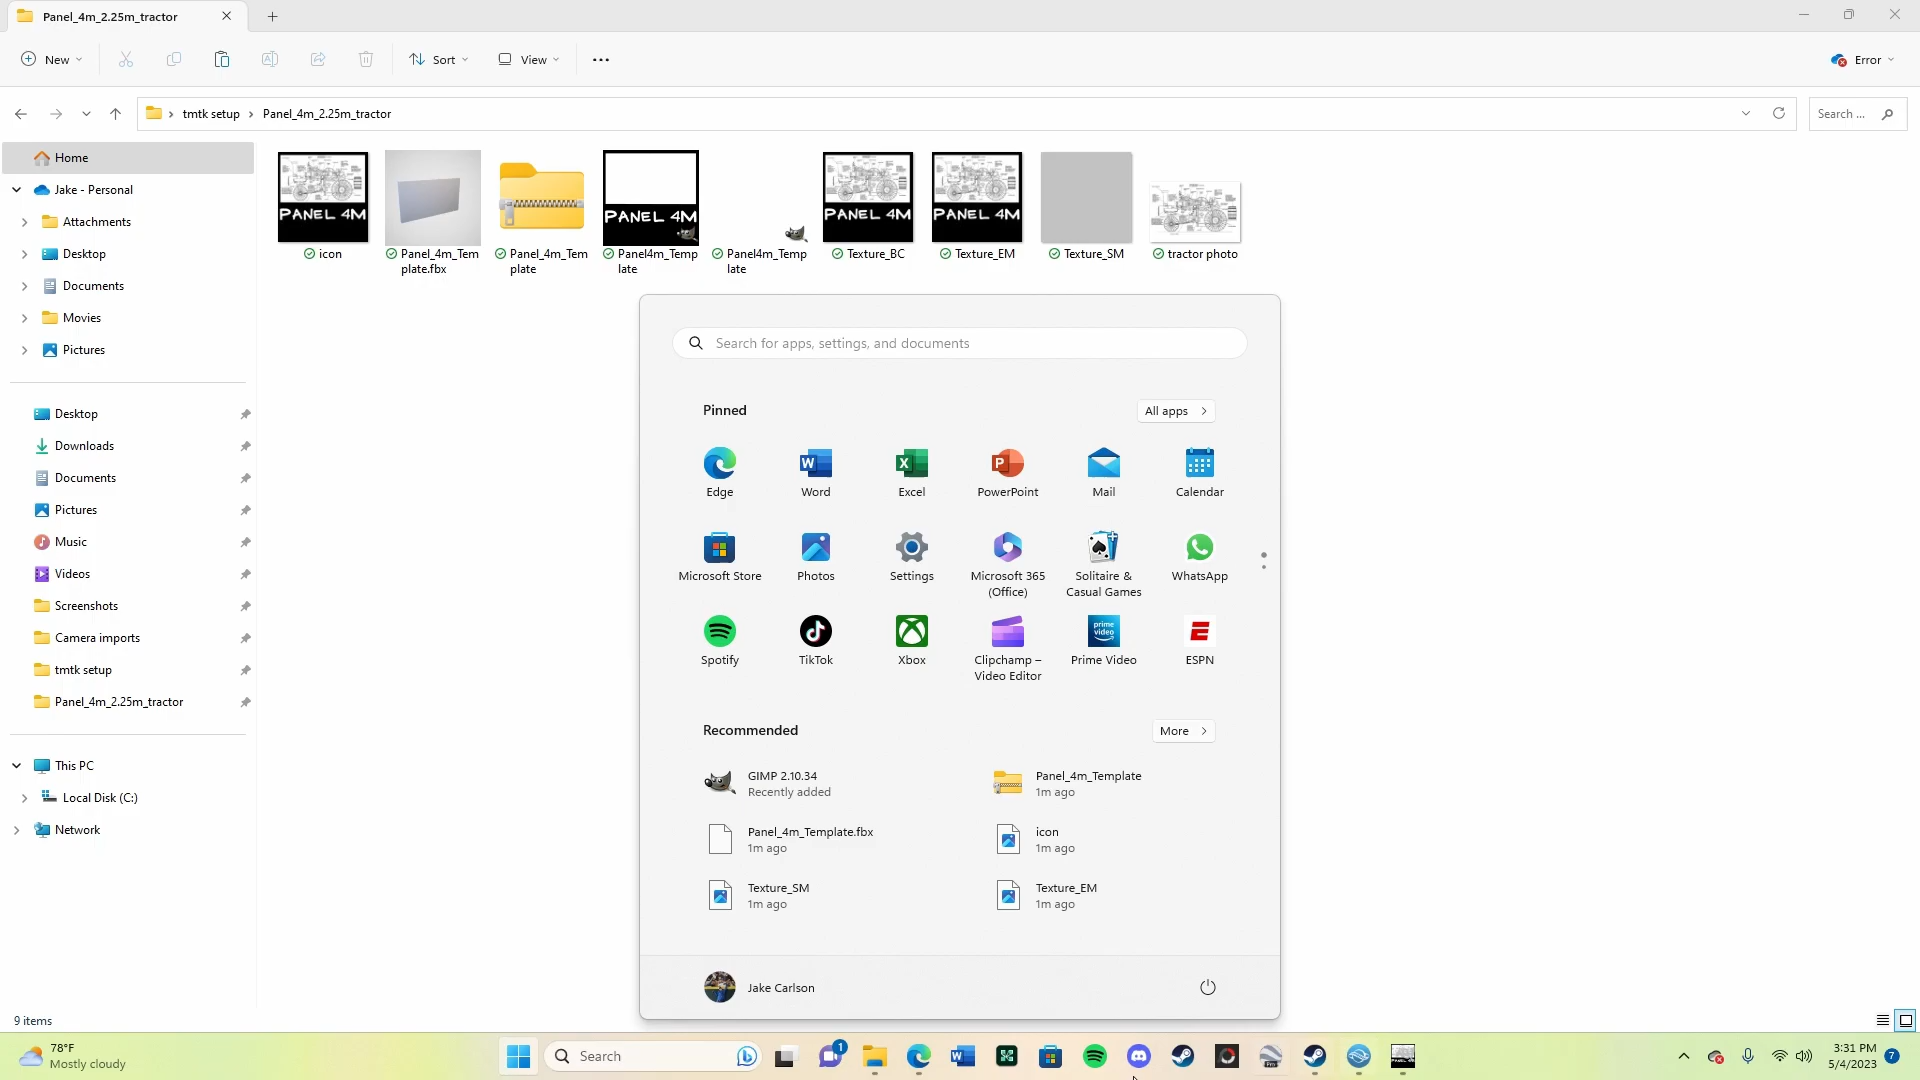 Panel_4m_2.25m_tractor
New
Sort
View
Error
tmtk setup
Panel_4m_2.25m_tractor
Search ...
Home
Jake - Personal
Attachments
Desktop
Documents
Movies
Pictures
Desktop
Downloads
Documents
Pictures
Music
Videos
Screenshots
Camera imports
tmtk setup
Panel_4m_2.25m_tractor
This PC
Local Disk (C:)
Network
9 items
PANEL 4M
PANEL 4M
PANEL 4M
PANEL 4M
icon
Panel_4m_Tem
plate.fbx
Panel_4m_Tem
plate
Panel4m_Temp
late
Panel4m_Temp
late
Texture_BC
Texture_EM
Texture_SM
tractor photo
Search for apps, settings, and documents
Pinned
All apps
Edge
Word
Excel
PowerPoint
Mail
Calendar
Microsoft Store
Photos
Settings
Microsoft 365
(Office)
Solitaire &
Casual Games
WhatsApp
prime
video
Spotify
TikTok
Xbox
Clipchamp –
Video Editor
Prime Video
ESPN
Recommended
More
GIMP 2.10.34
Recently added
Panel_4m_Template
1m ago
Panel_4m_Template.fbx
1m ago
icon
1m ago
Texture_SM
1m ago
Texture_EM
1m ago
Jake Carlson
78°F
Mostly cloudy
Search
1
3:31 PM
5/4/2023
7